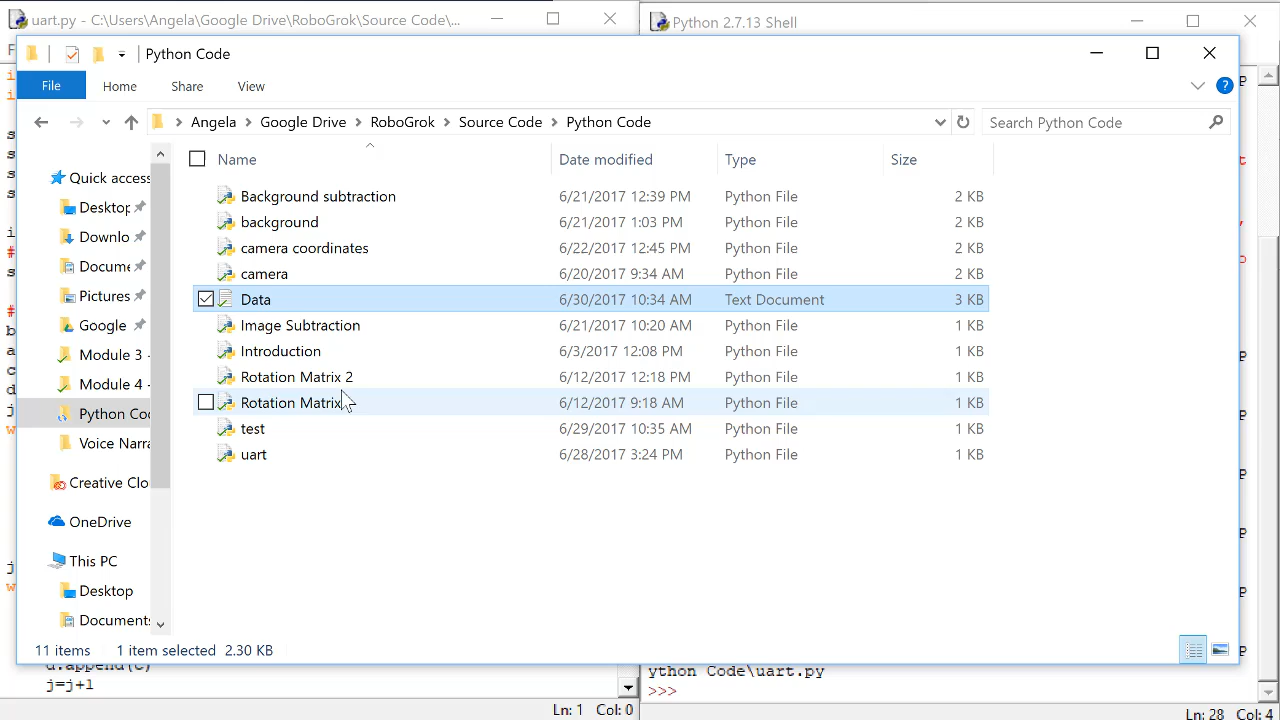 uart.py - C:\Users\Angela\Google Drive\RoboGrok\Source Code\...
Python 2.7.13 Shell
Python Code
File Home Share View
Angela > Google Drive > RoboGrok > Source Code > Python Code
Search Python Code
Name Date modified Type Size
Background subtraction 6/21/2017 12:39 PM Python File 2 KB
background 6/21/2017 1:03 PM Python File 2 KB
camera coordinates 6/22/2017 12:45 PM Python File 2 KB
camera 6/20/2017 9:34 AM Python File 2 KB
Data 6/30/2017 10:34 AM Text Document 3 KB
Image Subtraction 6/21/2017 10:20 AM Python File 1 KB
Introduction 6/3/2017 12:08 PM Python File 1 KB
Rotation Matrix 2 6/12/2017 12:18 PM Python File 1 KB
Rotation Matrix 6/12/2017 9:18 AM Python File 1 KB
test 6/29/2017 10:35 AM Python File 1 KB
uart 6/28/2017 3:24 PM Python File 1 KB
Quick access
Desktop
Downlo
Docume
Pictures
Google
Module 3 -
Module 4 -
Python Co
Voice Narra
Creative Clo
OneDrive
This PC
Desktop
Documents
11 items 1 item selected 2.30 KB
d.append(c)
j=j+1
ython Code\uart.py
>>>
Ln: 1 Col: 0
Ln: 28 Col: 4